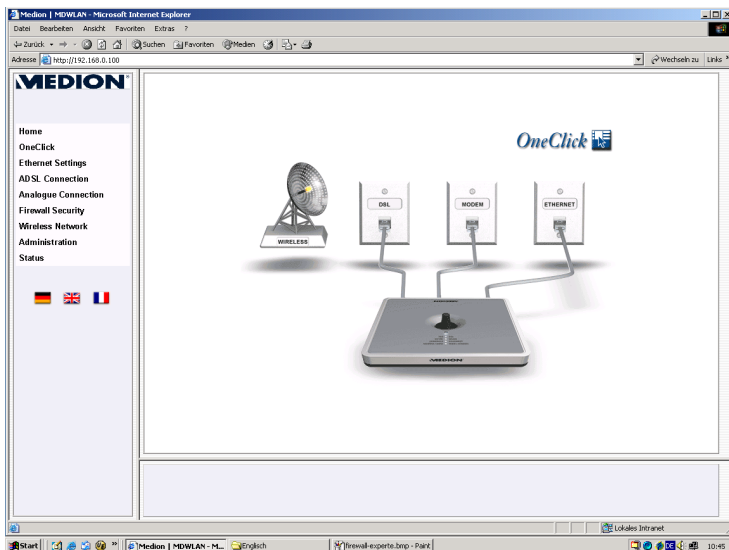 Medion | MDWLAN - Microsoft Internet Explorer
Datei Bearbeiten Ansicht Favoriten Extras ?
Zurück Suchen Favoriten Medien
Adresse http://192.168.0.100 Wechseln zu Links »
MEDION®
Home
OneClick
Ethernet Settings
ADSL Connection
Analogue Connection
Firewall Security
Wireless Network
Administration
Status
OneClick
WIRELESS
DSL
MODEM
ETHERNET
MEDION
Lokales Intranet
Start » Medion | MDWLAN - M... Englisch firewall-experte.bmp - Paint DE 10:45